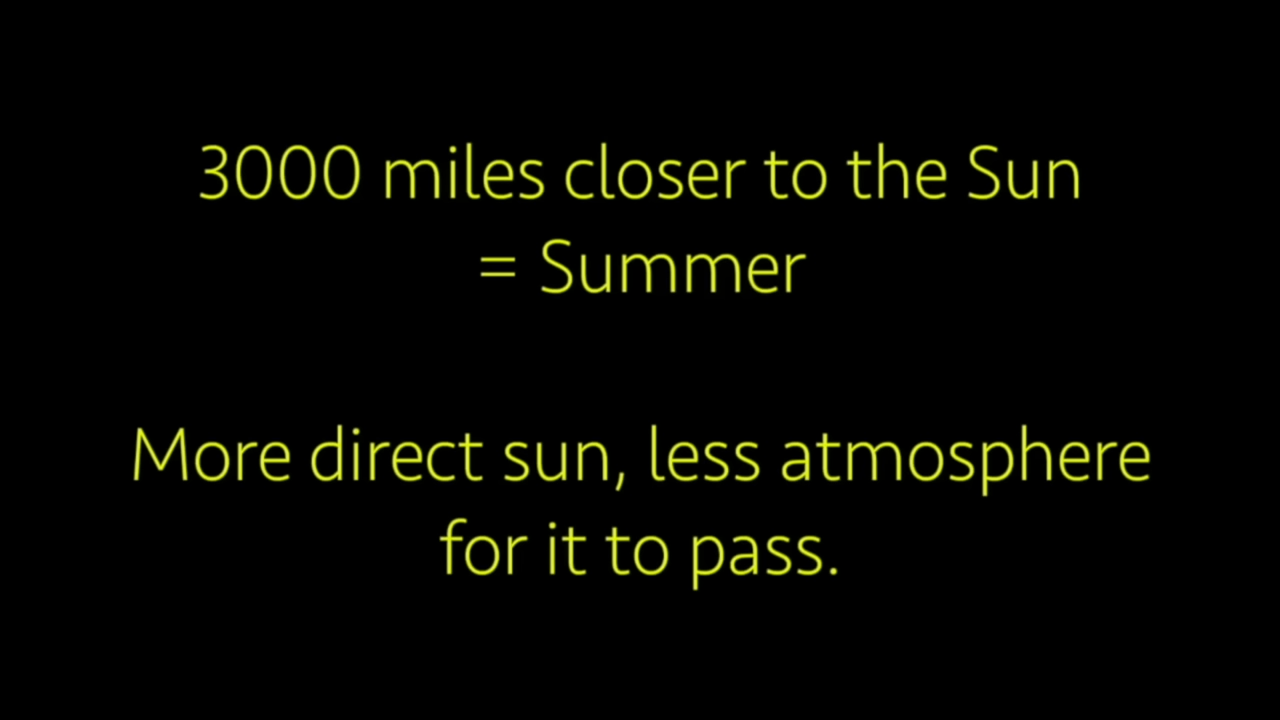 3000 miles closer to the Sun
= Summer
More direct sun, less atmosphere
for it to pass.